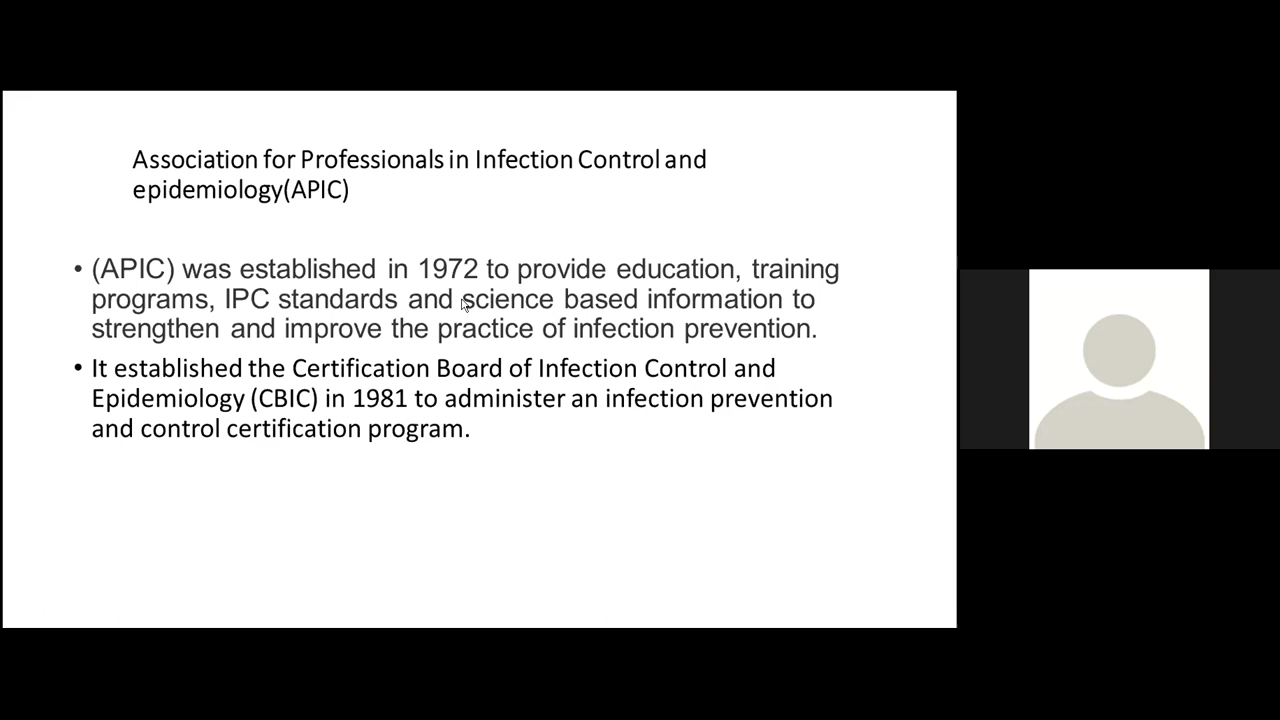 Association for Professionals in Infection Control and
epidemiology(APIC)
• (APIC) was established in 1972 to provide education, training
programs, IPC standards and science based information to
strengthen and improve the practice of infection prevention.
• It established the Certification Board of Infection Control and
Epidemiology (CBIC) in 1981 to administer an infection prevention
and control certification program.